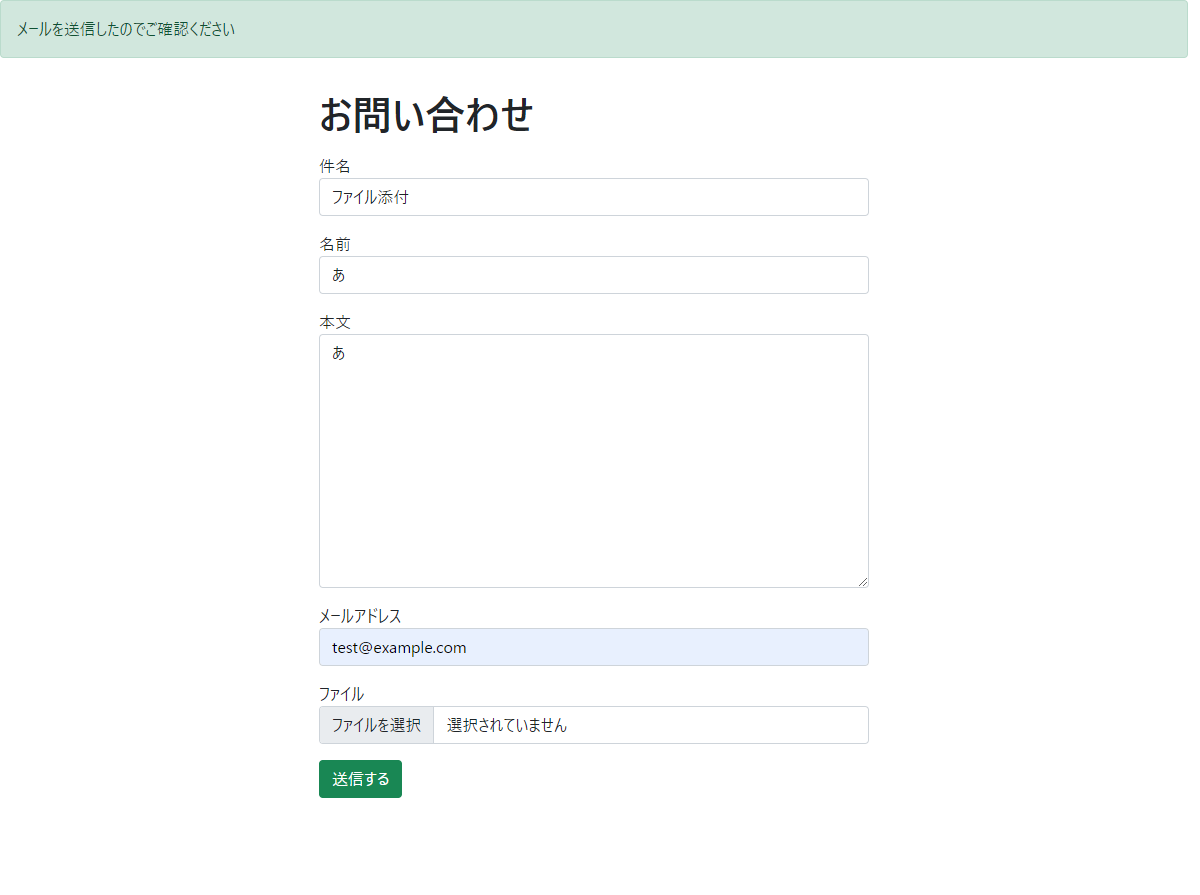 メールを送信したのでご確認ください
お問い合わせ
件名
ファイル添付
名前
あ
本文
あ
メールアドレス
test@example.com
ファイル
ファイルを選択 選択されていません
送信する